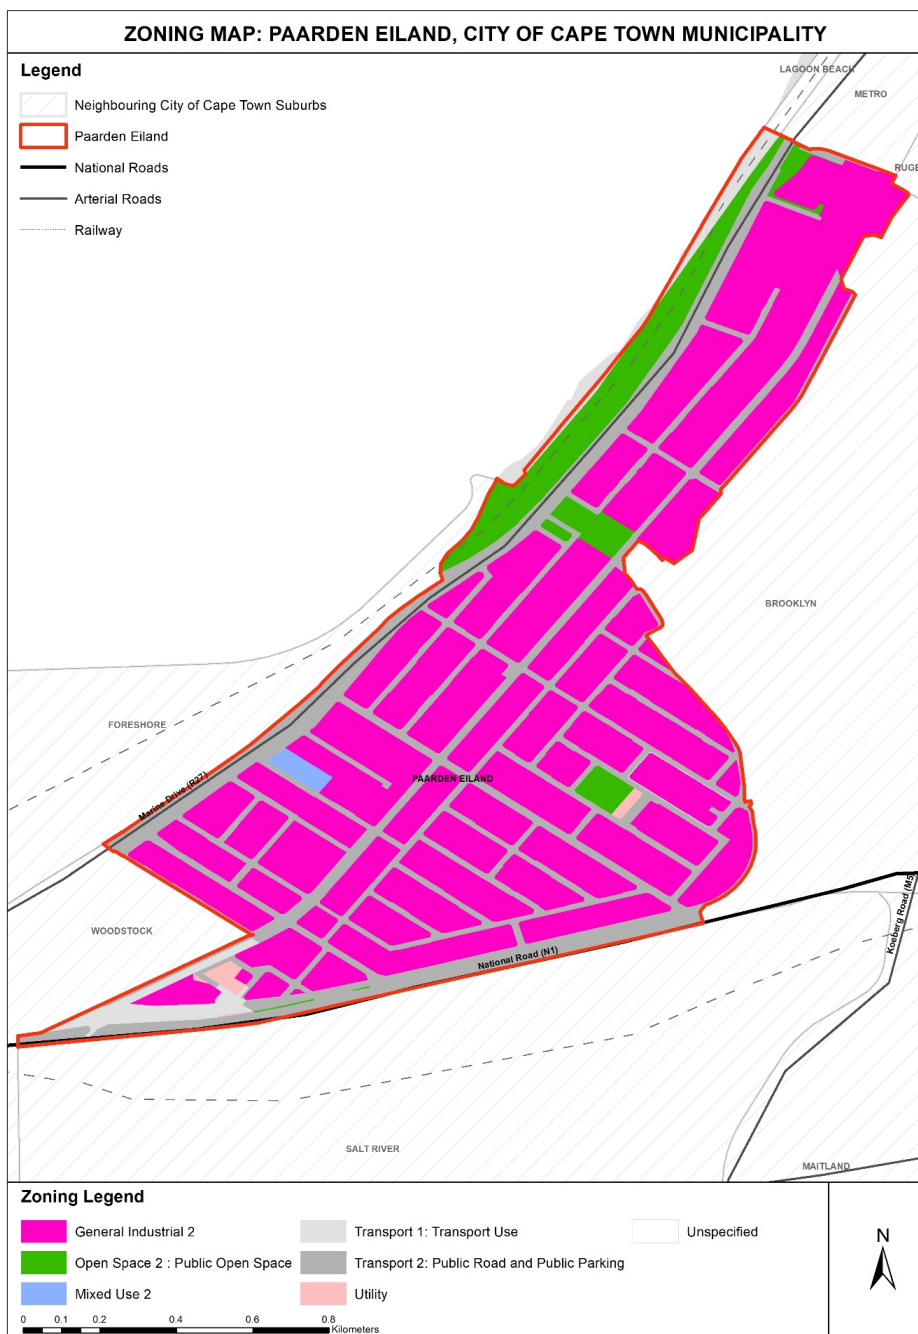 ZONING MAP: PAARDEN EILAND, CITY OF CAPE TOWN MUNICIPALITY
Legend
Neighbouring City of Cape Town Suburbs
Paarden Eiland
National Roads
Arterial Roads
Railway
LAGOON BEACH
METRO
RUGE
BROOKLYN
FORESHORE
Marine Drive (R27)
PAARDEN EILAND
WOODSTOCK
National Road (N1)
Koeberg Road (M5)
SALT RIVER
MAITLAND
Zoning Legend
General Industrial 2
Open Space 2 : Public Open Space
Mixed Use 2
Transport 1: Transport Use
Transport 2: Public Road and Public Parking
Utility
Unspecified
N
0 0.1 0.2 0.4 0.6 0.8
Kilometers